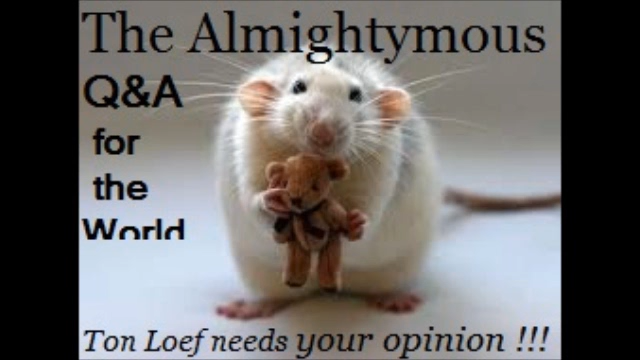 The Almightymous
Q&A
for
the
World
Ton Loef needs your opinion !!!